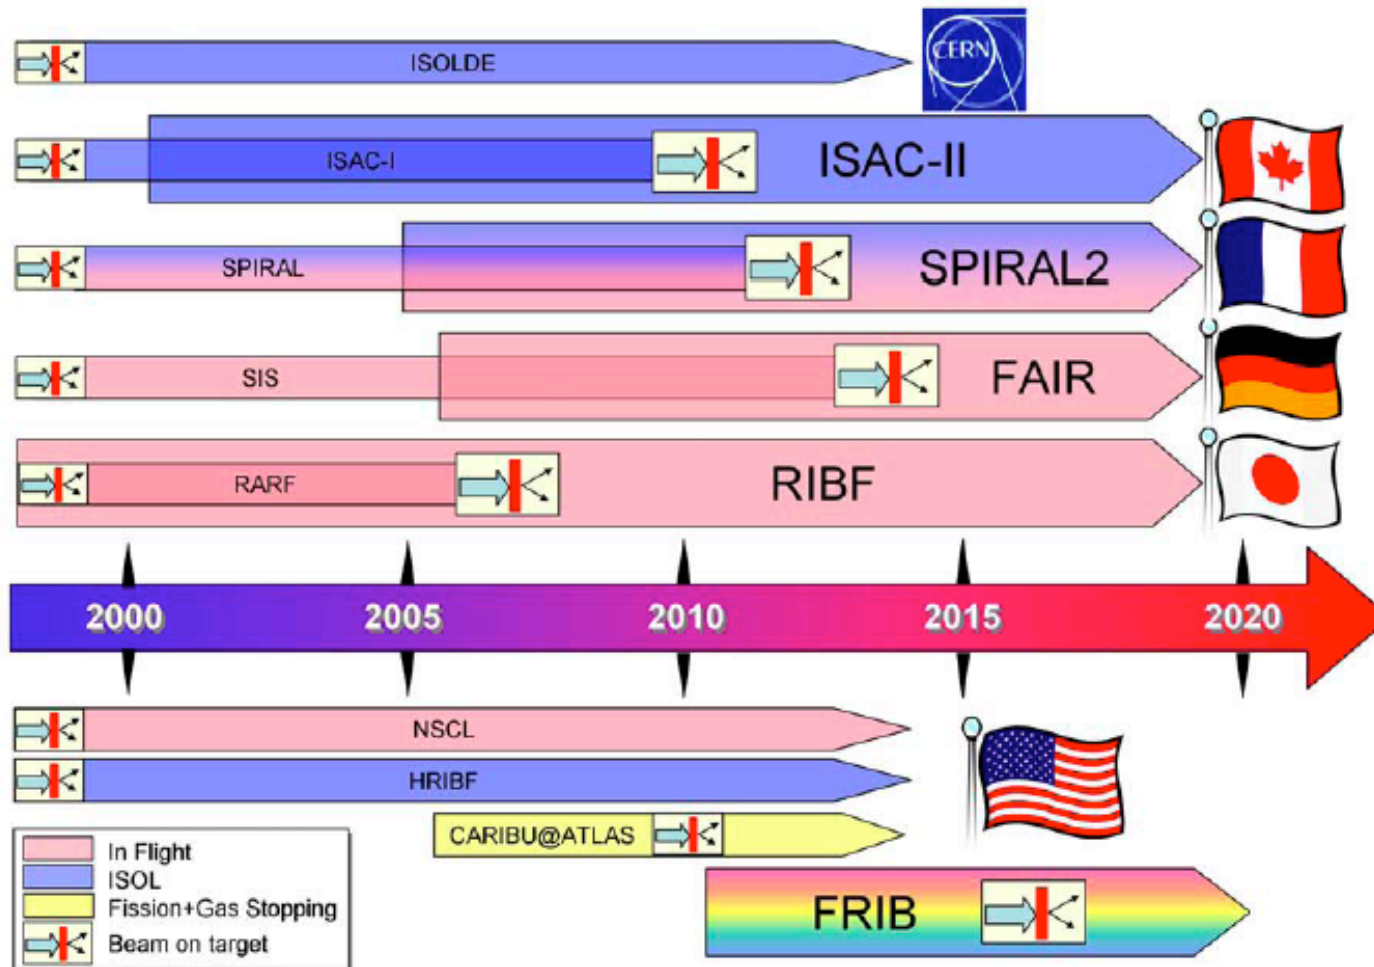 ISOLDE
CERN
ISAC-I
ISAC-II
SPIRAL
SPIRAL2
SIS
FAIR
RARF
RIBF
2000 2005 2010 2015 2020
NSCL
HRIBF
CARIBU@ATLAS
FRIB
In Flight
ISOL
Fission+Gas Stopping
Beam on target